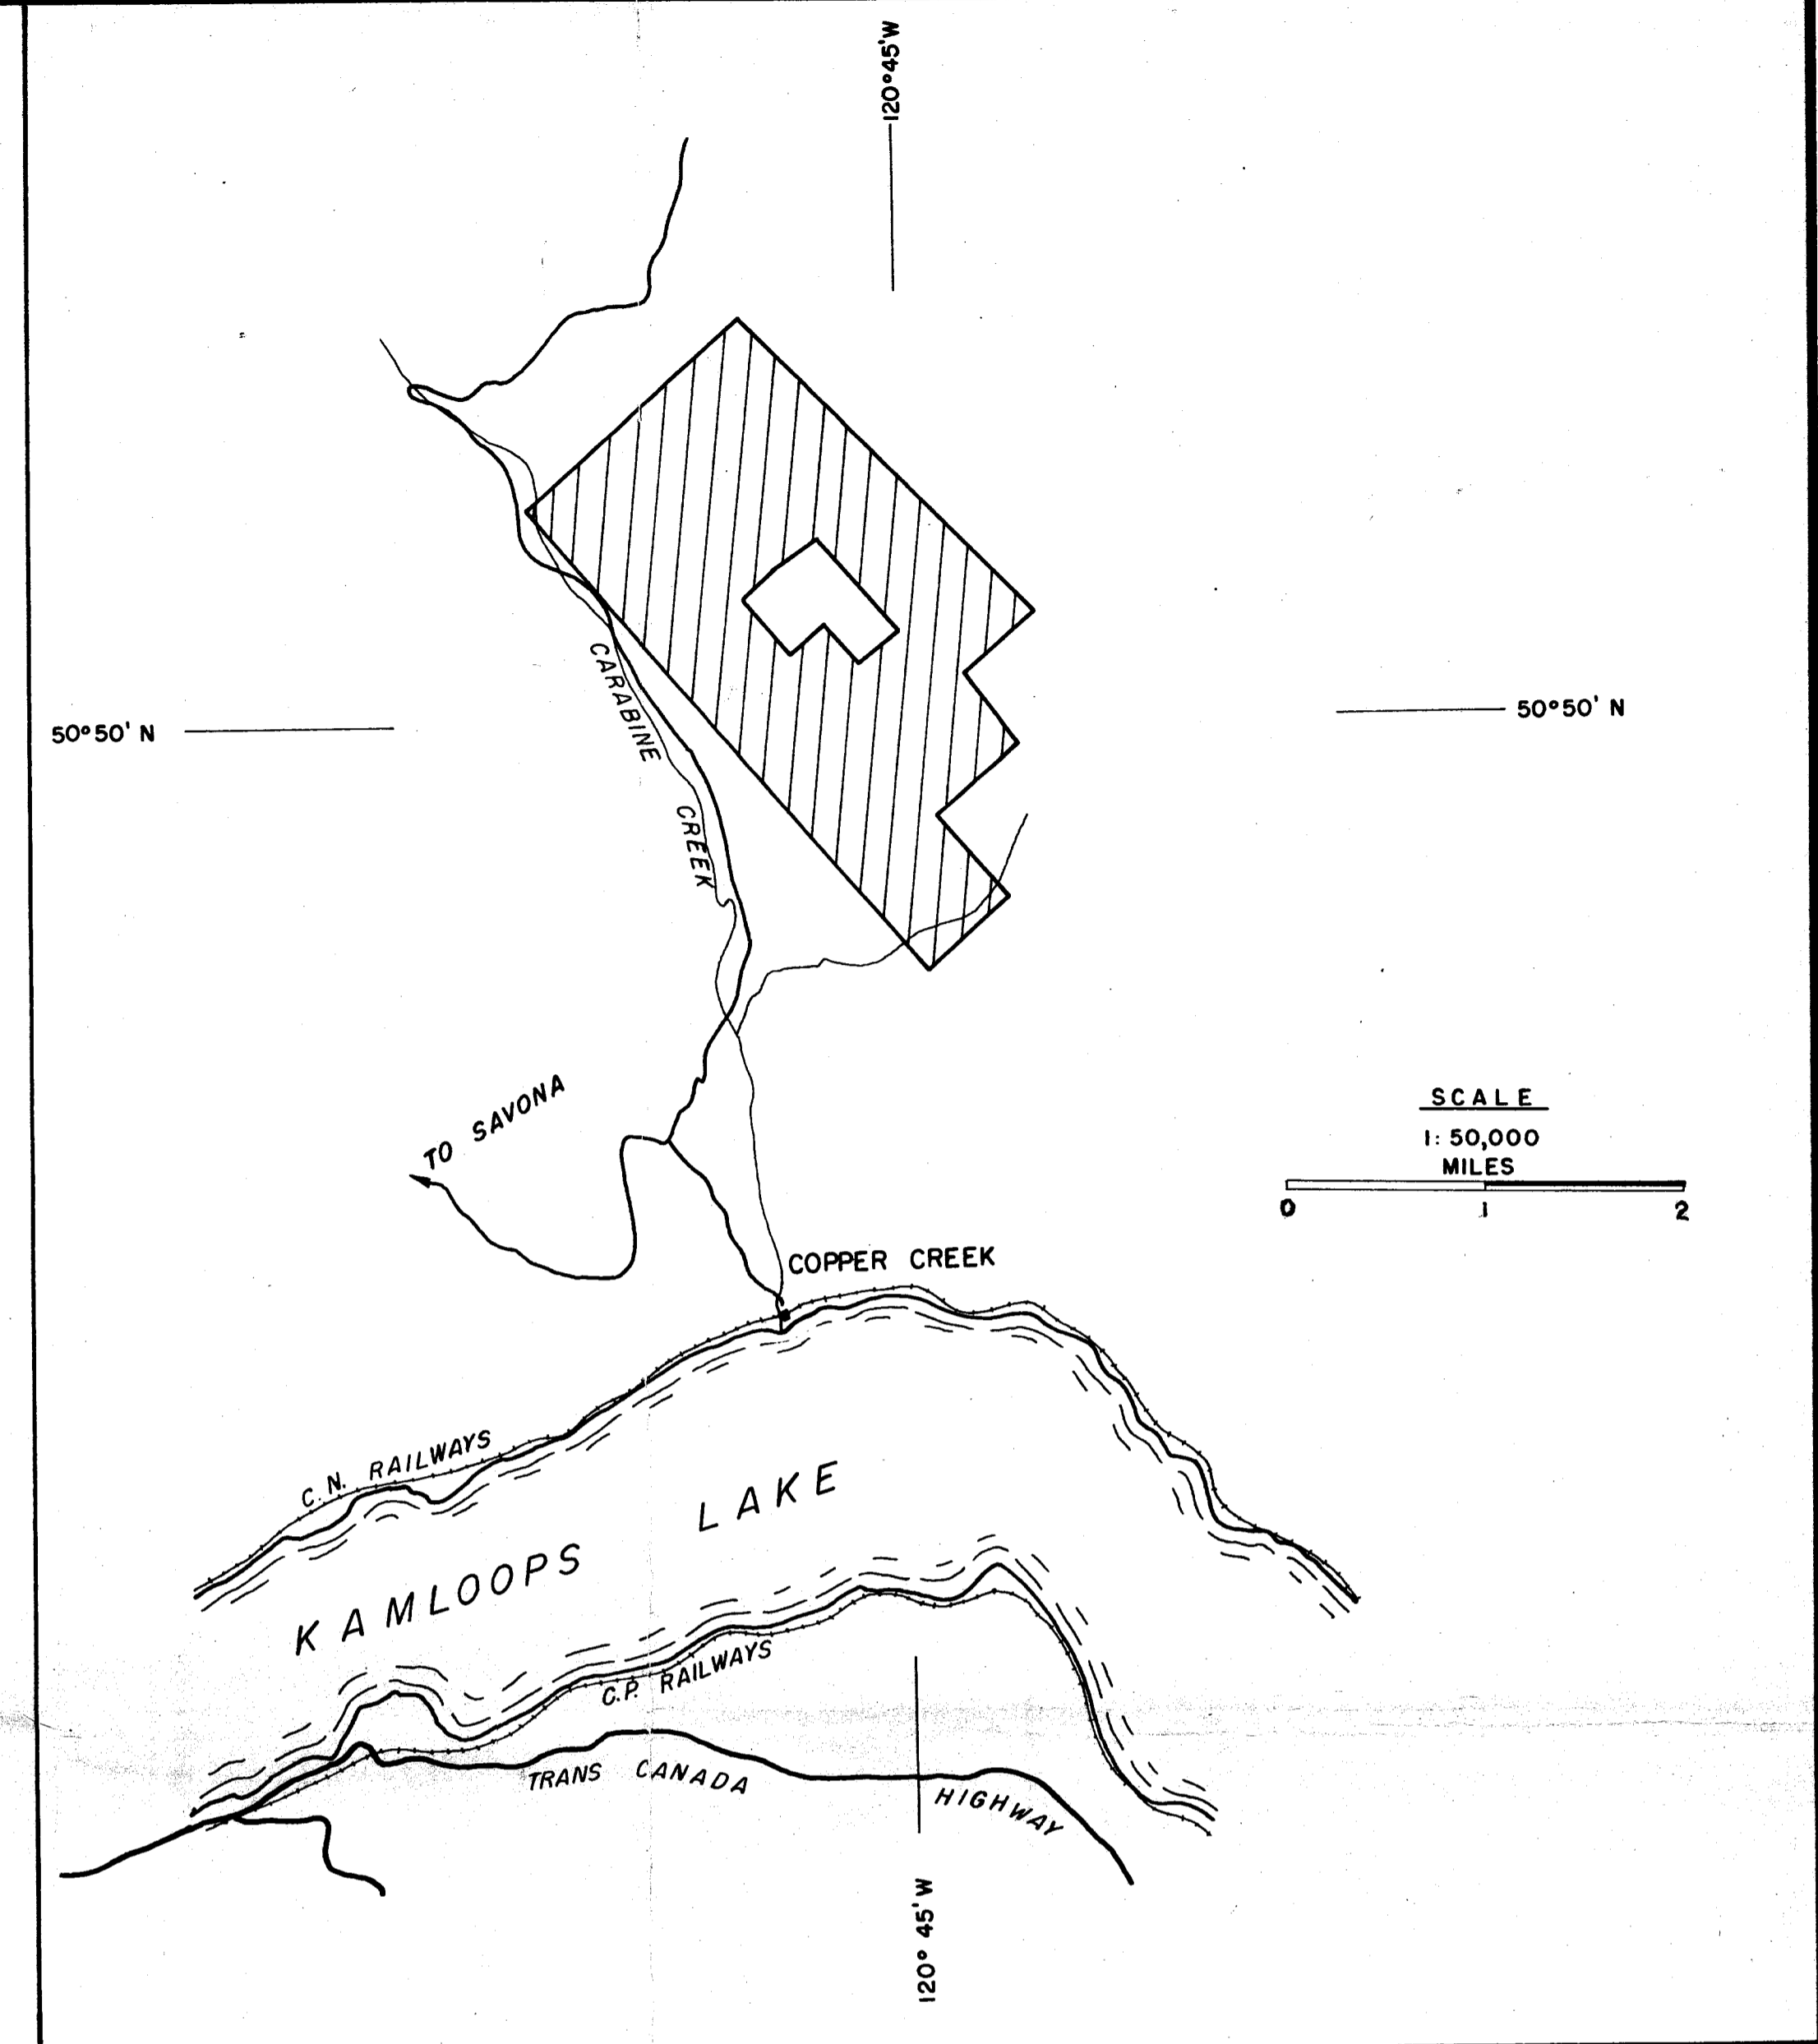 120°45'W
CARABINE
CREEK
50°50' N
50°50' N
TO SAVONA
SCALE
1: 50,000
MILES
0 1 2
COPPER CREEK
C.N. RAILWAYS
KAMLOOPS LAKE
C.P. RAILWAYS
TRANS CANADA HIGHWAY
120° 45' W